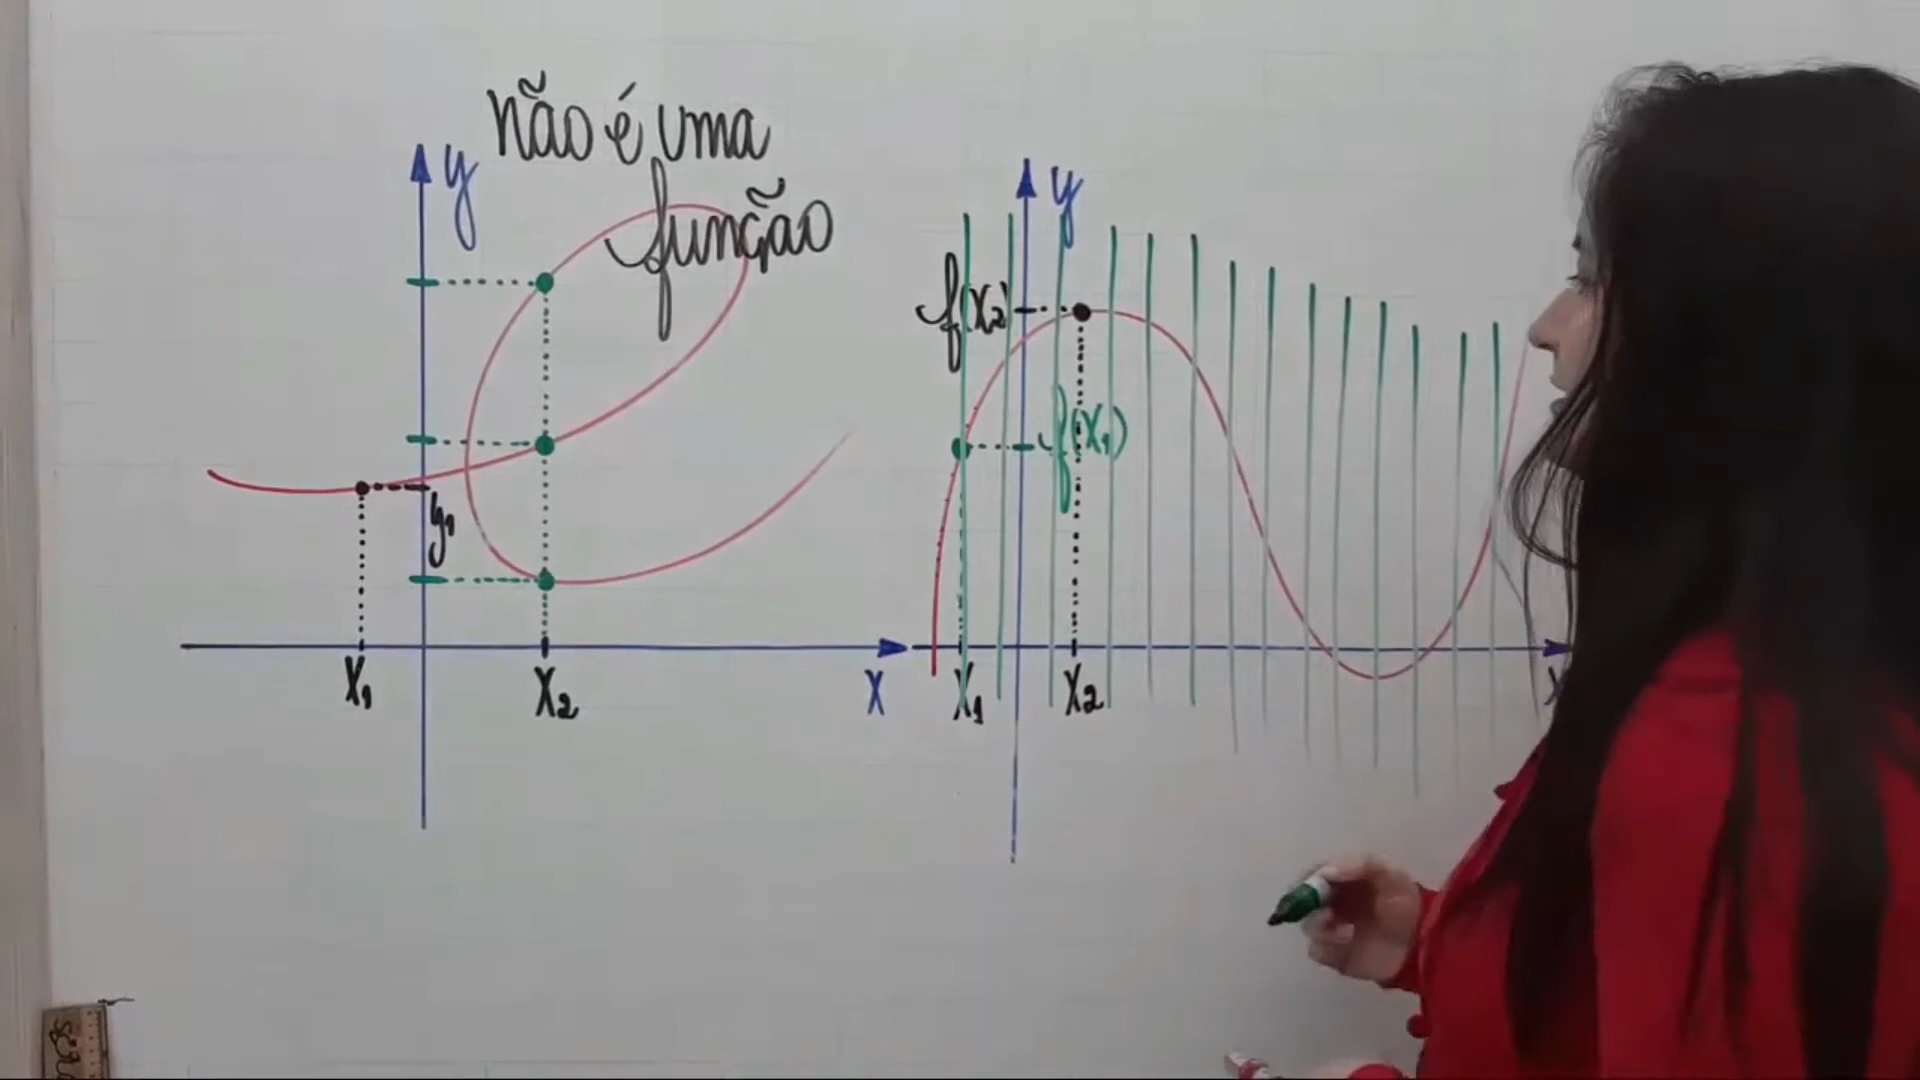 não é uma
função
y
y₁
X₁
X₂
X
y
f(X₂)
f(X₁)
X₁
X₂
X